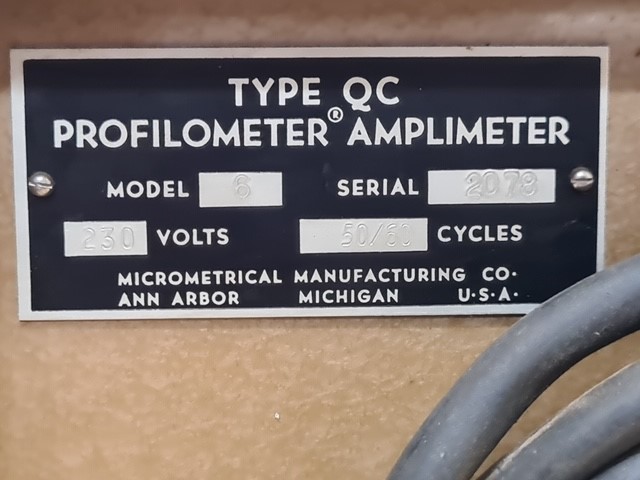 TYPE QC
PROFILOMETER® AMPLIMETER
MODEL 6 SERIAL 2078
230 VOLTS 50/60 CYCLES
MICROMETRICAL MANUFACTURING CO.
ANN ARBOR MICHIGAN U.S.A.